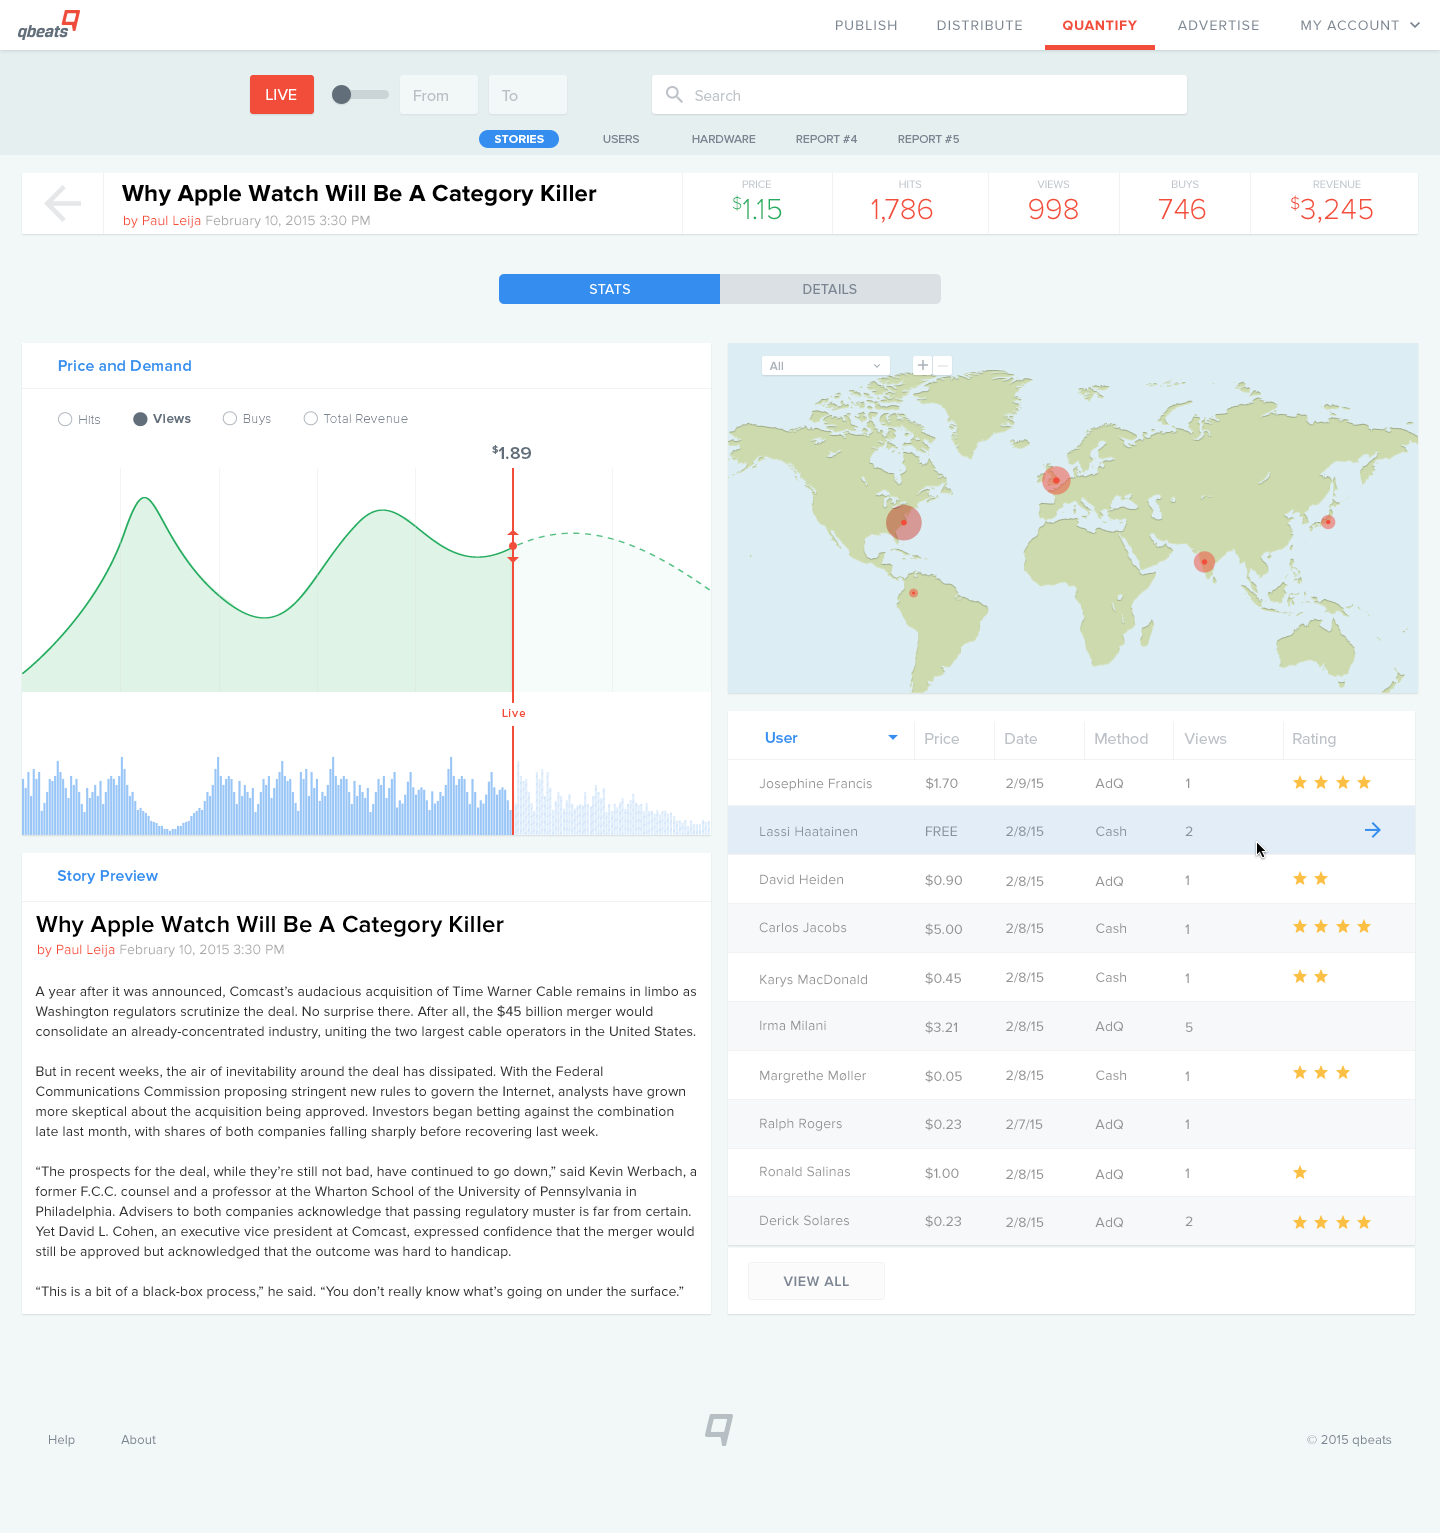 qbeats
PUBLISH DISTRIBUTE QUANTIFY ADVERTISE MY ACCOUNT
LIVE From To Search
STORIES USERS HARDWARE REPORT #4 REPORT #5
Why Apple Watch Will Be A Category Killer
by Paul Leija February 10, 2015 3:30 PM
PRICE HITS VIEWS BUYS REVENUE
$1.15 1,786 998 746 $3,245
STATS DETAILS
Price and Demand
Hits Views Buys Total Revenue
$1.89
Live
All + –
Story Preview
Why Apple Watch Will Be A Category Killer
by Paul Leija February 10, 2015 3:30 PM
A year after it was announced, Comcast’s audacious acquisition of Time Warner Cable remains in limbo as
Washington regulators scrutinize the deal. No surprise there. After all, the $45 billion merger would
consolidate an already-concentrated industry, uniting the two largest cable operators in the United States.
But in recent weeks, the air of inevitability around the deal has dissipated. With the Federal
Communications Commission proposing stringent new rules to govern the Internet, analysts have grown
more skeptical about the acquisition being approved. Investors began betting against the combination
late last month, with shares of both companies falling sharply before recovering last week.
“The prospects for the deal, while they’re still not bad, have continued to go down,” said Kevin Werbach, a
former F.C.C. counsel and a professor at the Wharton School of the University of Pennsylvania in
Philadelphia. Advisers to both companies acknowledge that passing regulatory muster is far from certain.
Yet David L. Cohen, an executive vice president at Comcast, expressed confidence that the merger would
still be approved but acknowledged that the outcome was hard to handicap.
“This is a bit of a black-box process,” he said. “You don’t really know what’s going on under the surface.”
User Price Date Method Views Rating
Josephine Francis $1.70 2/9/15 AdQ 1
Lassi Haatainen FREE 2/8/15 Cash 2
David Heiden $0.90 2/8/15 AdQ 1
Carlos Jacobs $5.00 2/8/15 Cash 1
Karys MacDonald $0.45 2/8/15 Cash 1
Irma Milani $3.21 2/8/15 AdQ 5
Margrethe Møller $0.05 2/8/15 Cash 1
Ralph Rogers $0.23 2/7/15 AdQ 1
Ronald Salinas $1.00 2/8/15 AdQ 1
Derick Solares $0.23 2/8/15 AdQ 2
VIEW ALL
Help About © 2015 qbeats